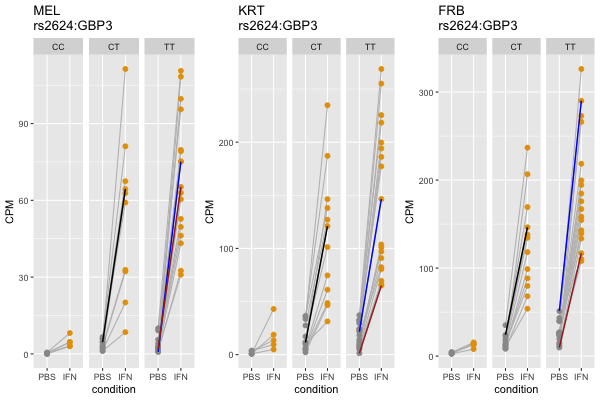 MEL
rs2624:GBP3
CC CT TT
CPM
90
60
30
0
PBS IFN PBS IFN PBS IFN
condition
KRT
rs2624:GBP3
CC CT TT
CPM
200
100
0
PBS IFN PBS IFN PBS IFN
condition
FRB
rs2624:GBP3
CC CT TT
CPM
300
200
100
0
PBS IFN PBS IFN PBS IFN
condition